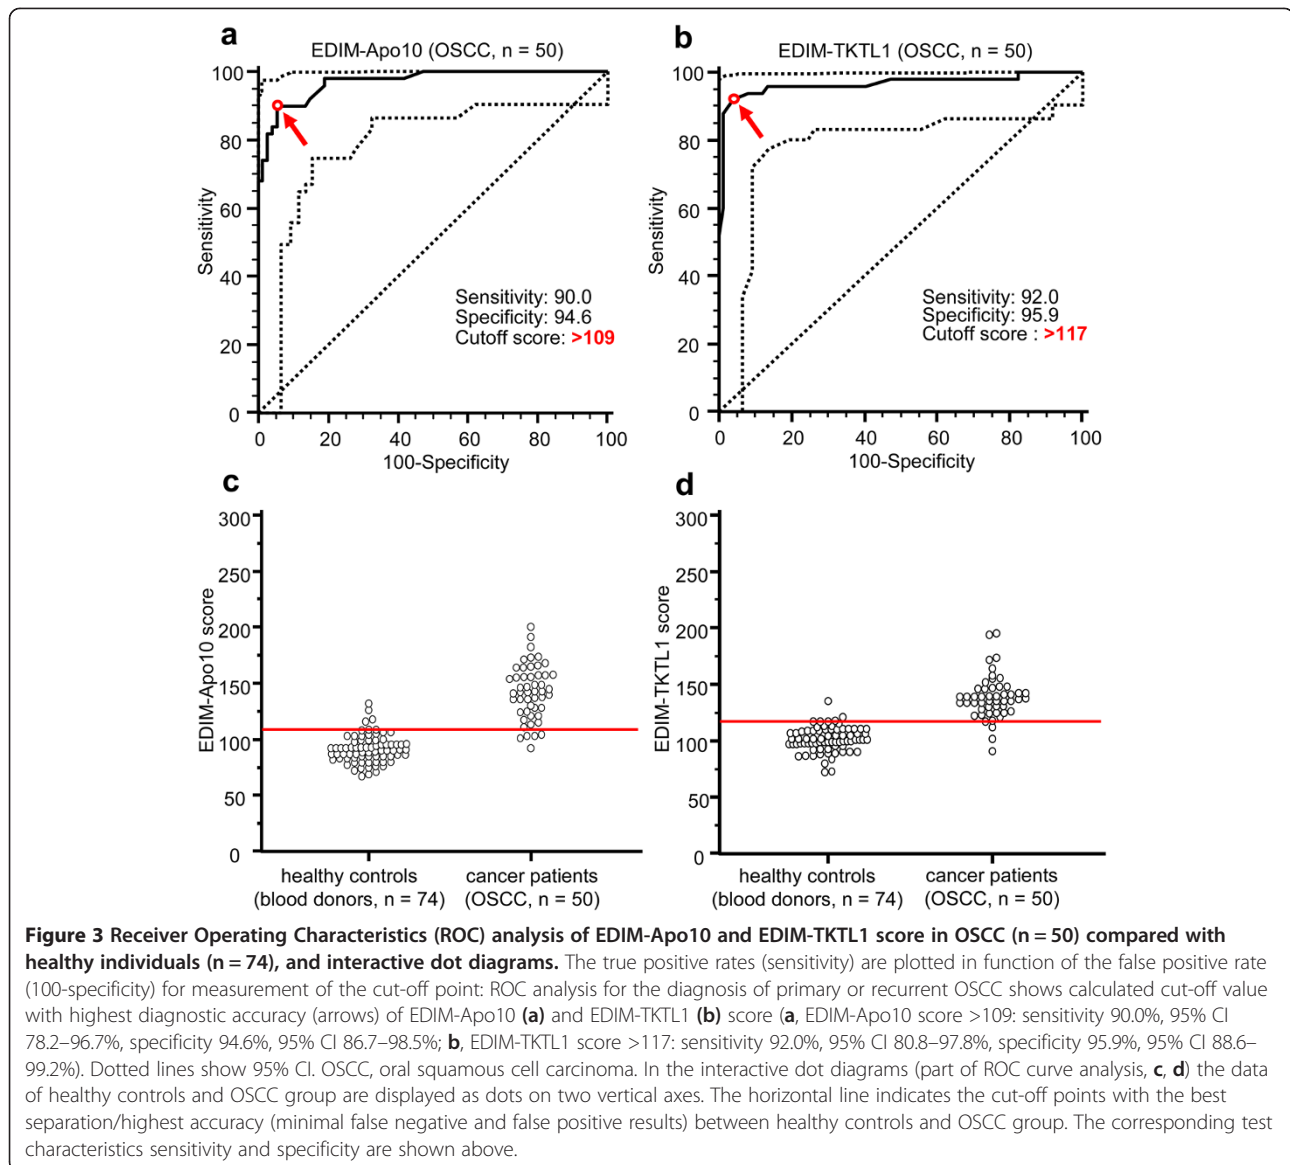 a
EDIM-Apo10 (OSCC, n = 50)
100
80
60
40
20
0
Sensitivity
Sensitivity: 90.0
Specificity: 94.6
Cutoff score: >109
0 20 40 60 80 100
100-Specificity
b
EDIM-TKTL1 (OSCC, n = 50)
100
80
60
40
20
0
Sensitivity
Sensitivity: 92.0
Specificity: 95.9
Cutoff score : >117
0 20 40 60 80 100
100-Specificity
c
300
250
200
150
100
50
0
EDIM-Apo10 score
healthy controls cancer patients
(blood donors, n = 74) (OSCC, n = 50)
d
300
250
200
150
100
50
0
EDIM-TKTL1 score
healthy controls cancer patients
(blood donors, n = 74) (OSCC, n = 50)
Figure 3 Receiver Operating Characteristics (ROC) analysis of EDIM-Apo10 and EDIM-TKTL1 score in OSCC (n = 50) compared with
healthy individuals (n = 74), and interactive dot diagrams. The true positive rates (sensitivity) are plotted in function of the false positive rate
(100-specificity) for measurement of the cut-off point: ROC analysis for the diagnosis of primary or recurrent OSCC shows calculated cut-off value
with highest diagnostic accuracy (arrows) of EDIM-Apo10 (a) and EDIM-TKTL1 (b) score (a, EDIM-Apo10 score >109: sensitivity 90.0%, 95% CI
78.2–96.7%, specificity 94.6%, 95% CI 86.7–98.5%; b, EDIM-TKTL1 score >117: sensitivity 92.0%, 95% CI 80.8–97.8%, specificity 95.9%, 95% CI 88.6–
99.2%). Dotted lines show 95% CI. OSCC, oral squamous cell carcinoma. In the interactive dot diagrams (part of ROC curve analysis, c, d) the data
of healthy controls and OSCC group are displayed as dots on two vertical axes. The horizontal line indicates the cut-off points with the best
separation/highest accuracy (minimal false negative and false positive results) between healthy controls and OSCC group. The corresponding test
characteristics sensitivity and specificity are shown above.